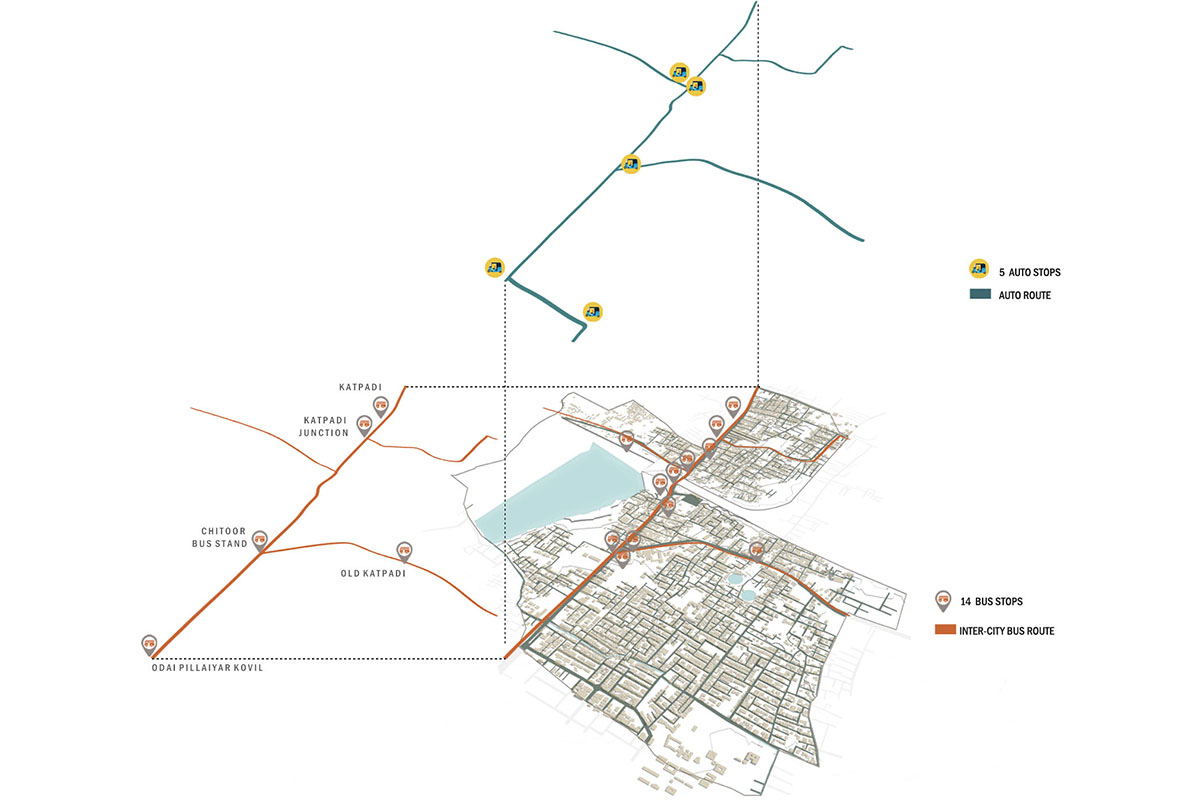 5 AUTO STOPS
AUTO ROUTE
KATPADI
KATPADI
JUNCTION
CHITOOR
BUS STAND
OLD KATPADI
14 BUS STOPS
INTER-CITY BUS ROUTE
ODAI PILLAIYAR KOVIL